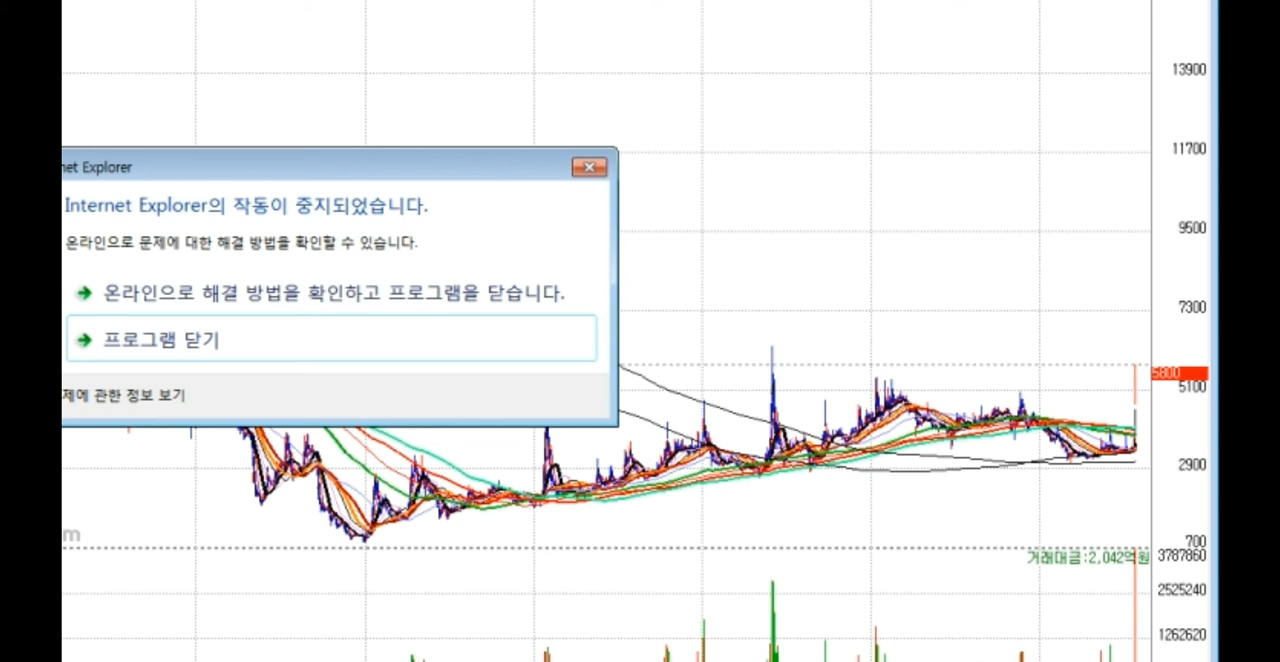 13900
11700
net Explorer
Internet Explorer의 작동이 중지되었습니다.
온라인으로 문제에 대한 해결 방법을 확인할 수 있습니다.
9500
온라인으로 해결 방법을 확인하고 프로그램을 닫습니다.
7300
프로그램 닫기
5800
5100
제에 관한 정보 보기
2900
m
700
거래대금:2,042억원
3787860
2525240
1262620